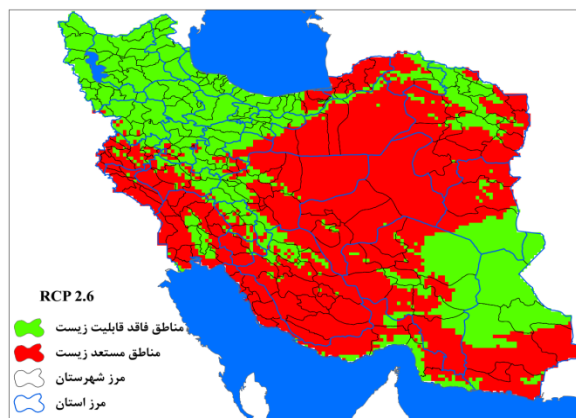 RCP 2.6
مناطق فاقد قابلیت زیست
مناطق مستعد زیست
مرز شهرستان
مرز استان